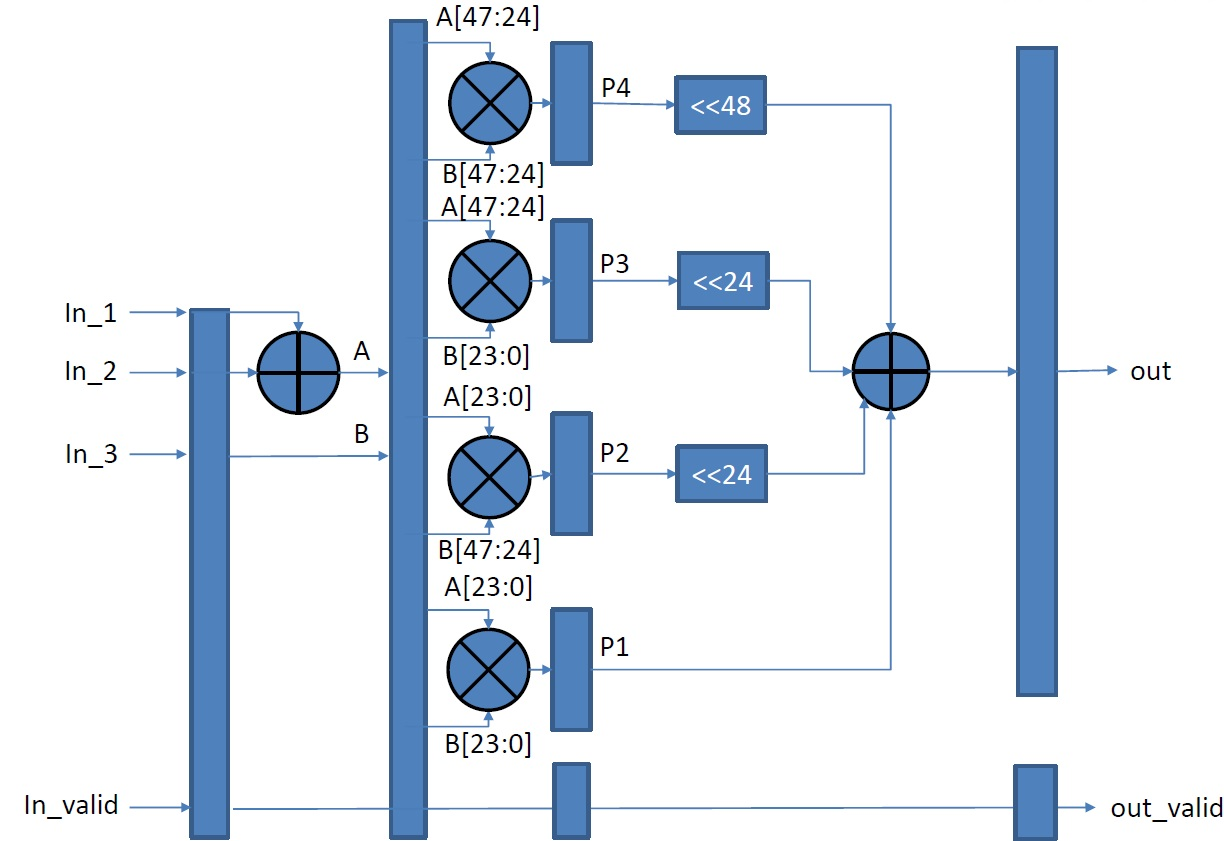 A[47:24]
P4
<<48
B[47:24]
A[47:24]
P3
<<24
B[23:0]
In_1
In_2
In_3
A
B
A[23:0]
P2
<<24
B[47:24]
A[23:0]
P1
B[23:0]
out
In_valid
out_valid